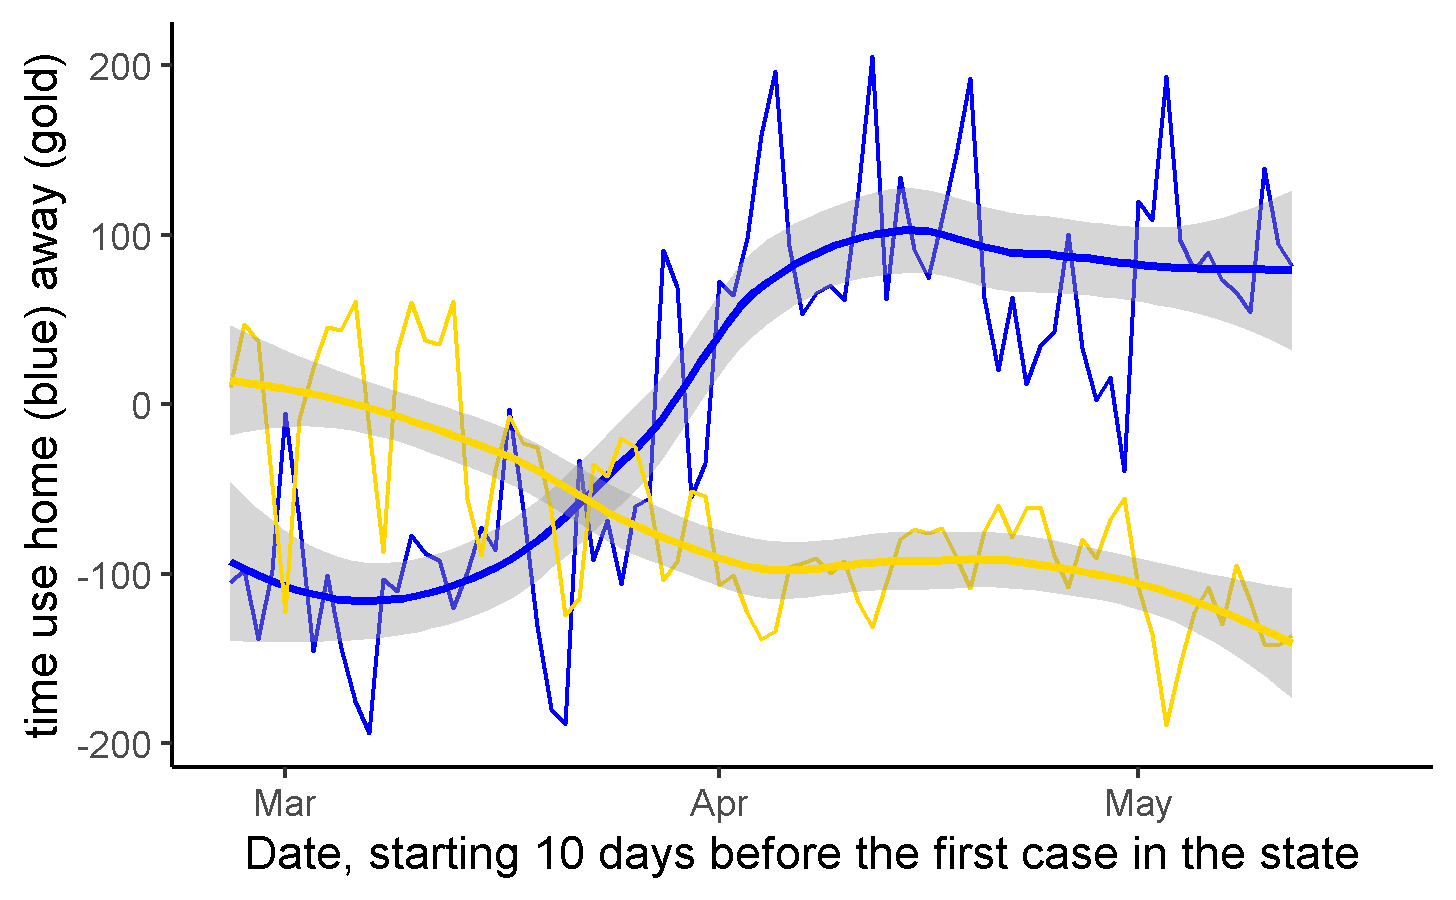 time use home (blue) away (gold)
200
100
0
-100
-200
Mar
Apr
May
Date, starting 10 days before the first case in the state